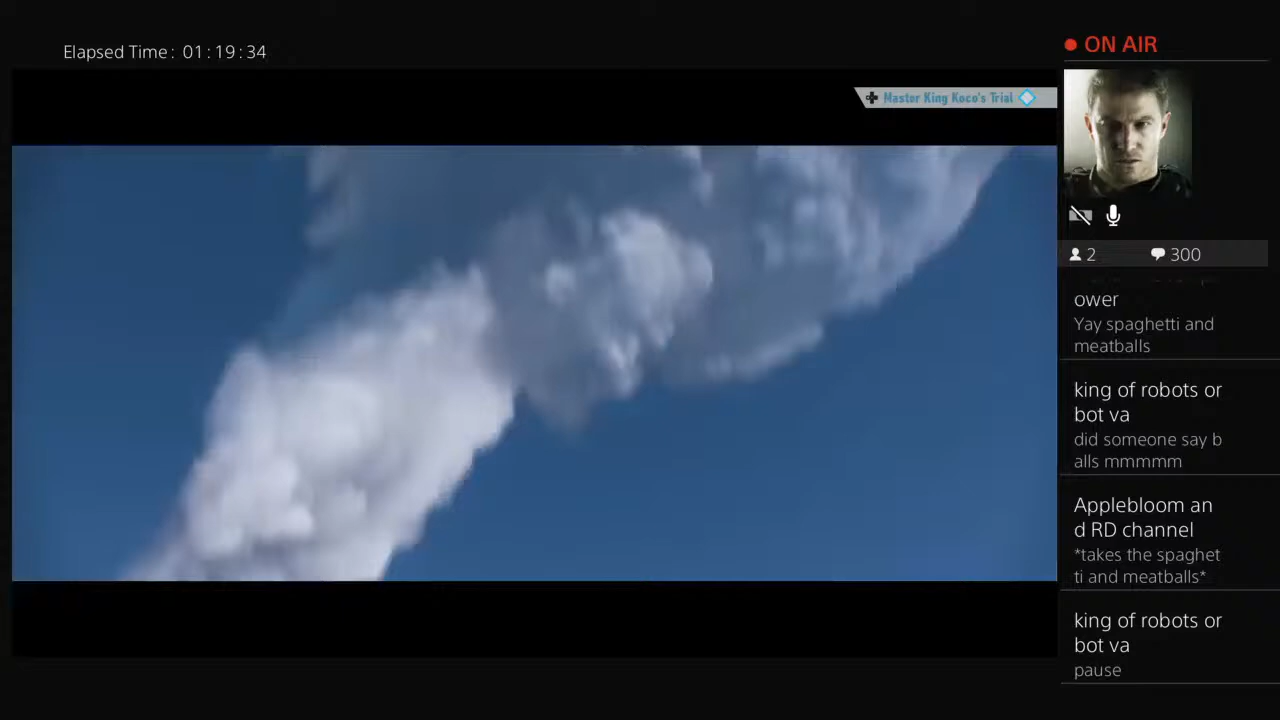 Elapsed Time: 01:19:34
ON AIR
Master King Koco's Trial
2 300
ower
Yay spaghetti and
meatballs
king of robots or
bot va
did someone say b
alls mmmmm
Applebloom an
d RD channel
*takes the spaghet
ti and meatballs*
king of robots or
bot va
pause